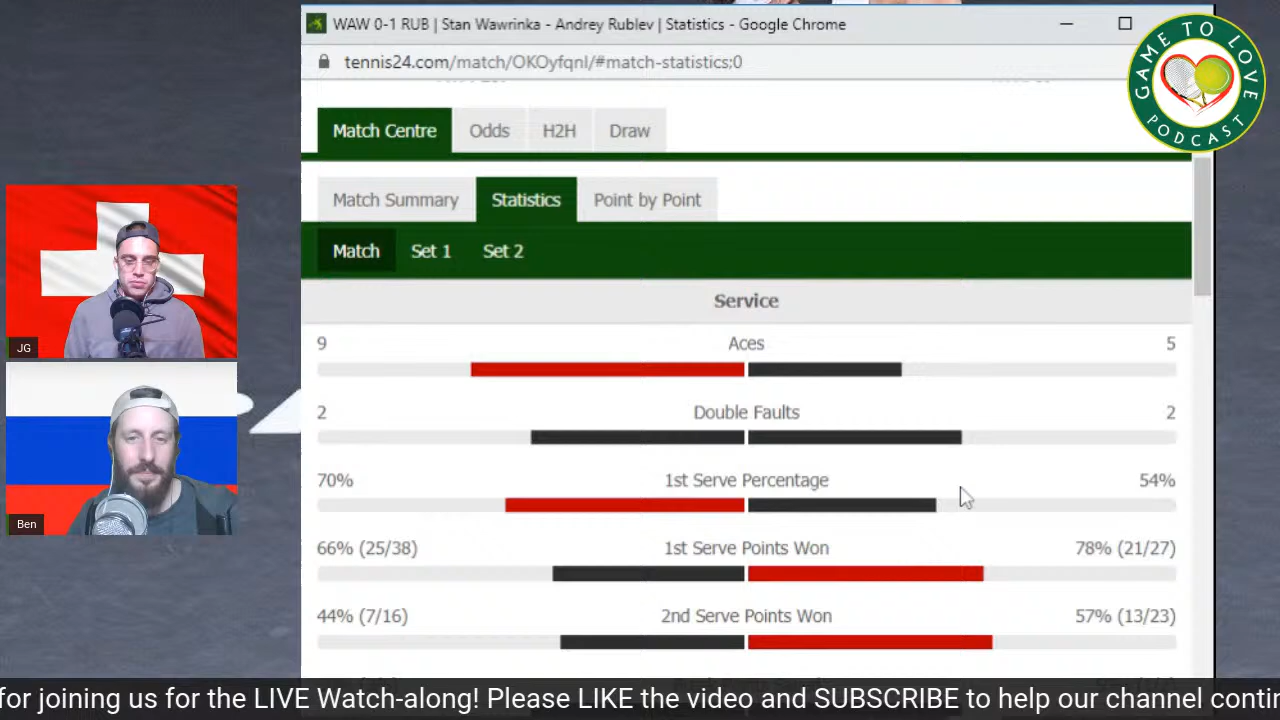 WAW 0-1 RUB | Stan Wawrinka - Andrey Rublev | Statistics - Google Chrome
tennis24.com/match/OKOyfqnI/#match-statistics;0
GAME TO LOVE
PODCAST
Match Centre Odds H2H Draw
Match Summary Statistics Point by Point
Match Set 1 Set 2
Service
9 Aces 5
2 Double Faults 2
70% 1st Serve Percentage 54%
66% (25/38) 1st Serve Points Won 78% (21/27)
44% (7/16) 2nd Serve Points Won 57% (13/23)
JG
Ben
for joining us for the LIVE Watch-along! Please LIKE the video and SUBSCRIBE to help our channel contin